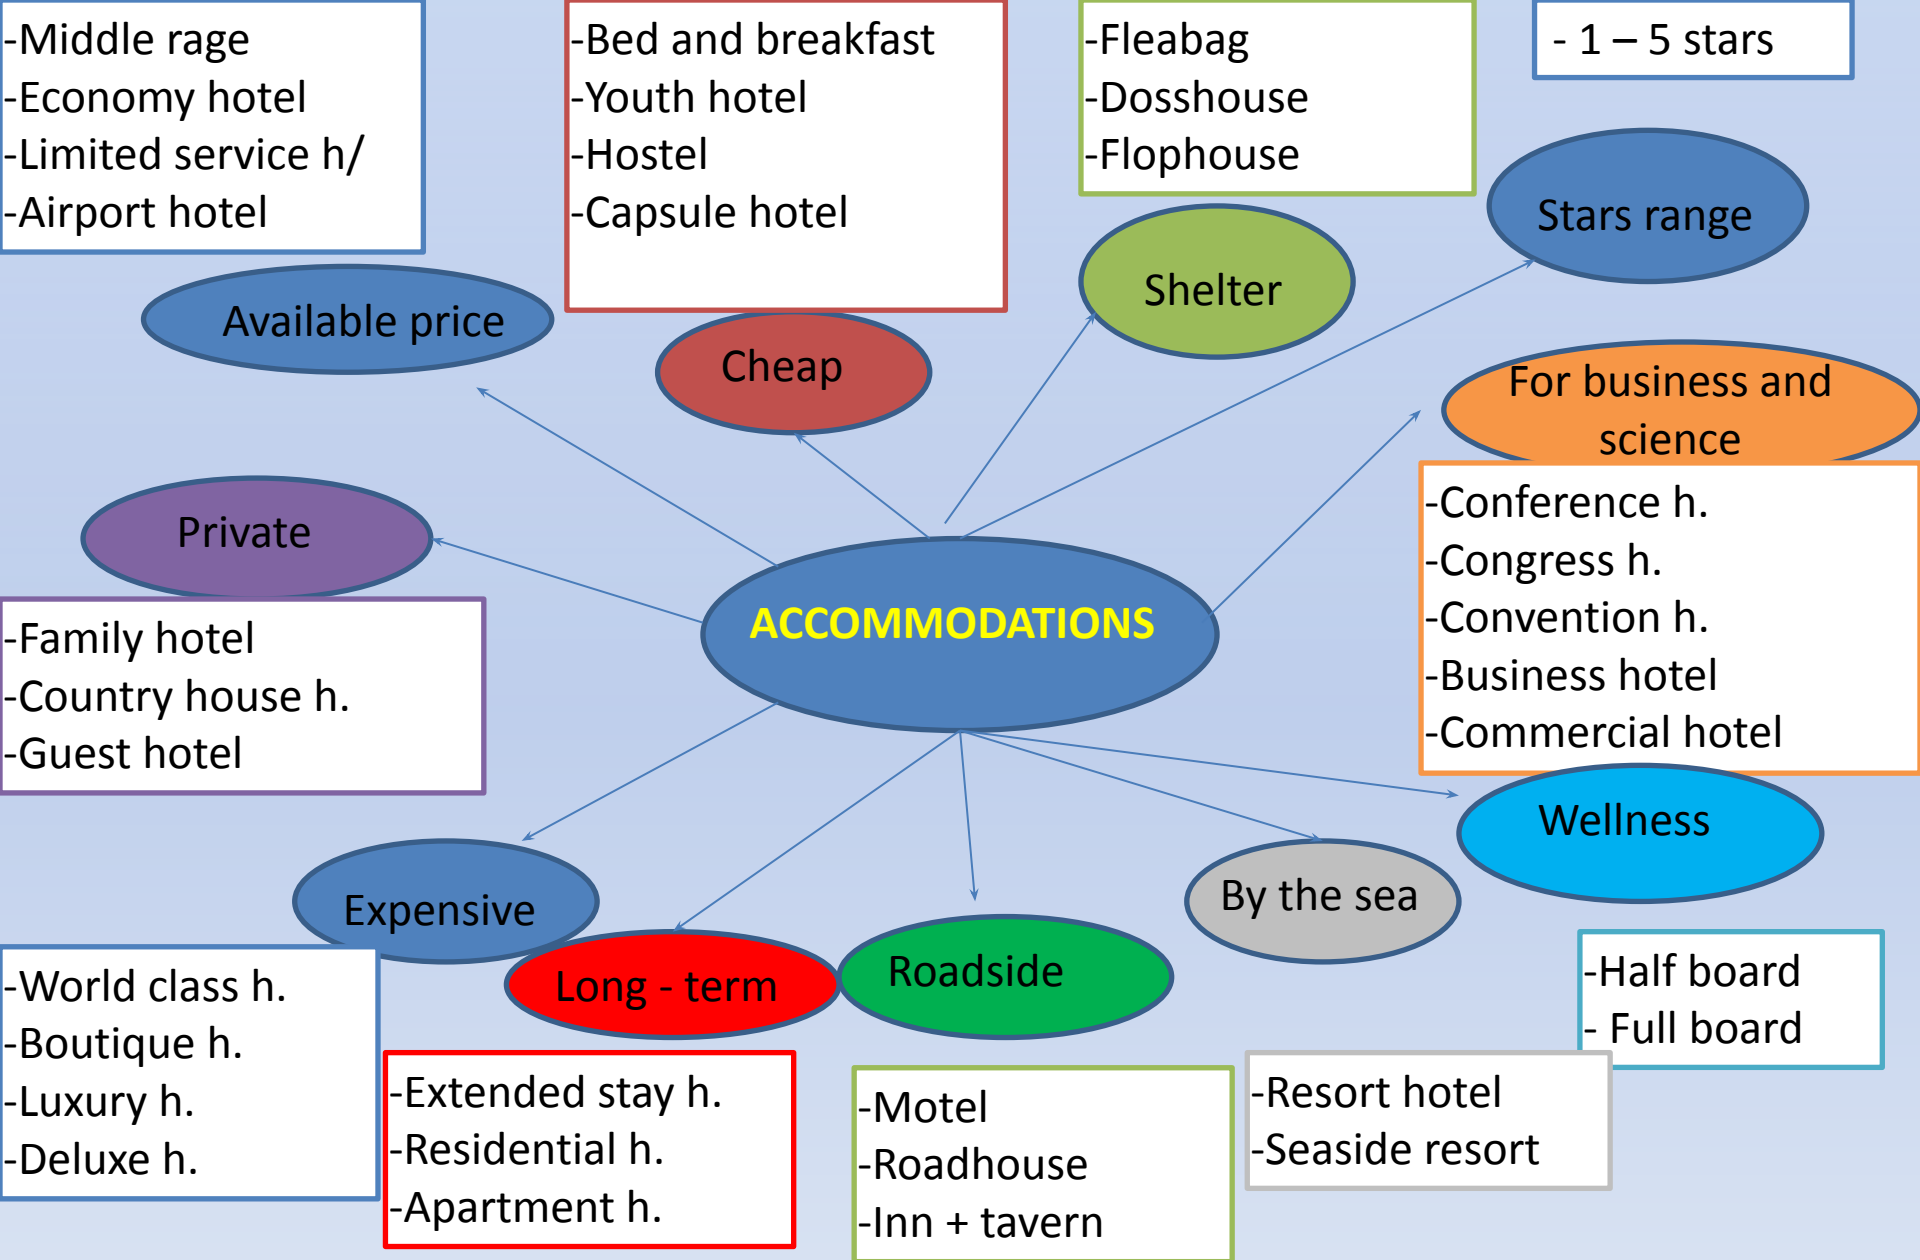 -Middle rage
-Economy hotel
-Limited service h/
-Airport hotel
Available price
-Bed and breakfast
-Youth hotel
-Hostel
-Capsule hotel
Cheap
-Fleabag
-Dosshouse
-Flophouse
Shelter
- 1 – 5 stars
Stars range
For business and
science
-Conference h.
-Congress h.
-Convention h.
-Business hotel
-Commercial hotel
Private
-Family hotel
-Country house h.
-Guest hotel
ACCOMMODATIONS
Expensive
-World class h.
-Boutique h.
-Luxury h.
-Deluxe h.
Long - term
-Extended stay h.
-Residential h.
-Apartment h.
Roadside
-Motel
-Roadhouse
-Inn + tavern
By the sea
-Resort hotel
-Seaside resort
Wellness
-Half board
- Full board